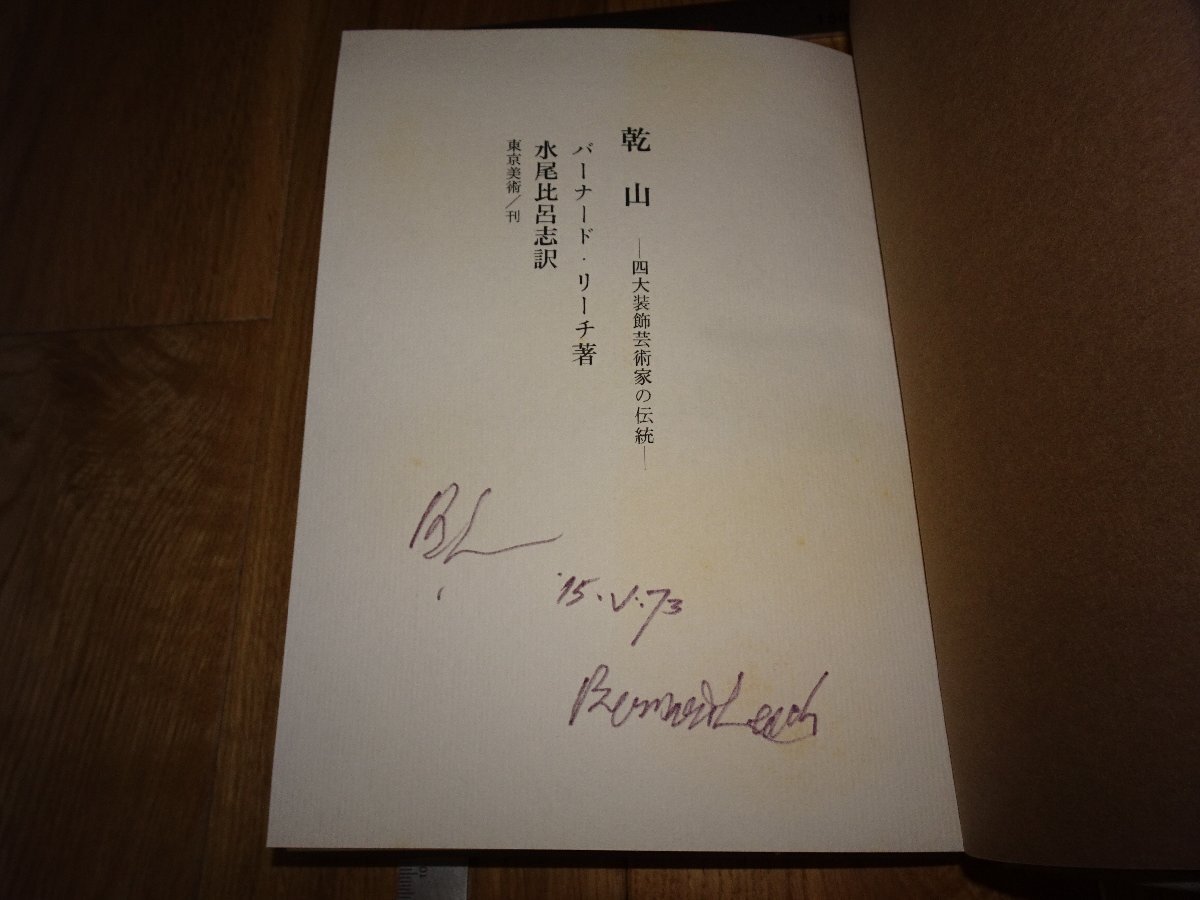 乾山
―四大装飾芸術家の伝統―
バーナード・リーチ著
水尾比呂志訳
東京美術／刊
BL
'15.V.73
Bernard Leach